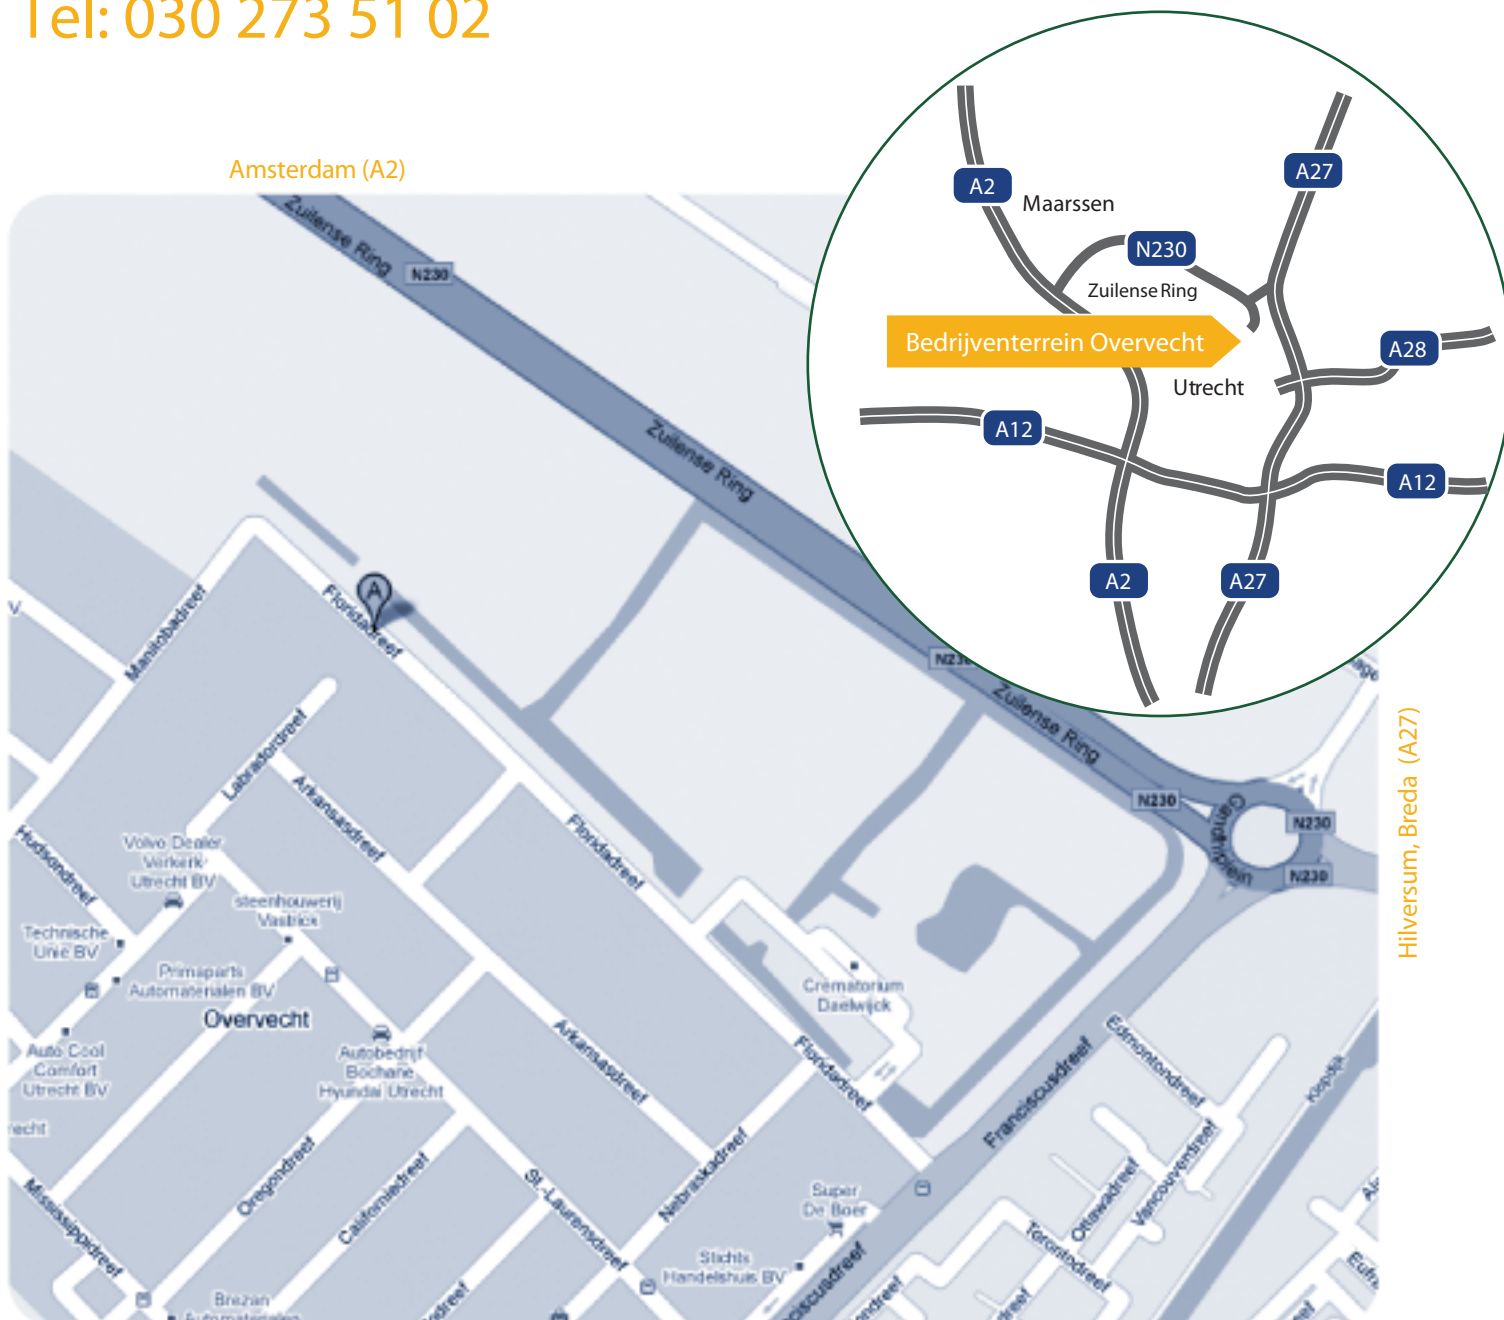 Tel: 030 273 51 02
Amsterdam (A2)
A2
Maarssen
A27
N230
Zuilense Ring
Bedrijventerrein Overvecht
A28
Utrecht
A12
A12
A2
A27
Hilversum, Breda (A27)
Zuilense Ring
N230
Zuilense Ring
Zuilense Ring
N230
N230
N230
Gandhiplein
A
Floridadreef
Manitobadreef
Labradordreef
Arkansasdreef
Floridadreef
Hudsondreef
Volvo Dealer
Verkerk
Utrecht BV
steenhouwerij
Vastrick
Technische
Unie BV
Primaparts
Automaterialen BV
Overvecht
Auto Cool
Comfort
Utrecht BV
Autobedrijf
Bochane
Hyundai Utrecht
Crematorium
Daelwijck
Arkansasdreef
Floridadreef
Franciscusdreef
Edmontondreef
Klopdijk
Oregondreef
Californiedreef
St.-Laurensdreef
Nebraskadreef
Mississippidreef
Super
De Boer
Stichts
Handelshuis BV
Ottawadreef
Vancouverdreef
Torontodreef
Brezan
Automaterialen